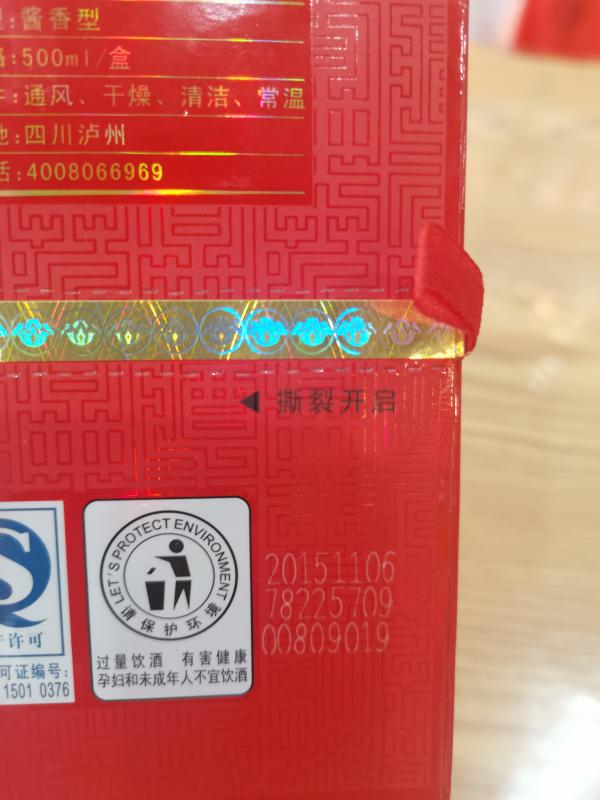 :酱香型
:500ml/盒
:通风、干燥、清洁、常温
:四川泸州
:4008066969
◀ 撕裂开启
LET'S PROTECT ENVIRONMENT
请保护环境
过量饮酒 有害健康
孕妇和未成年人不宜饮酒
20151106
78225709
00809019
许可
可证编号:
1501 0376